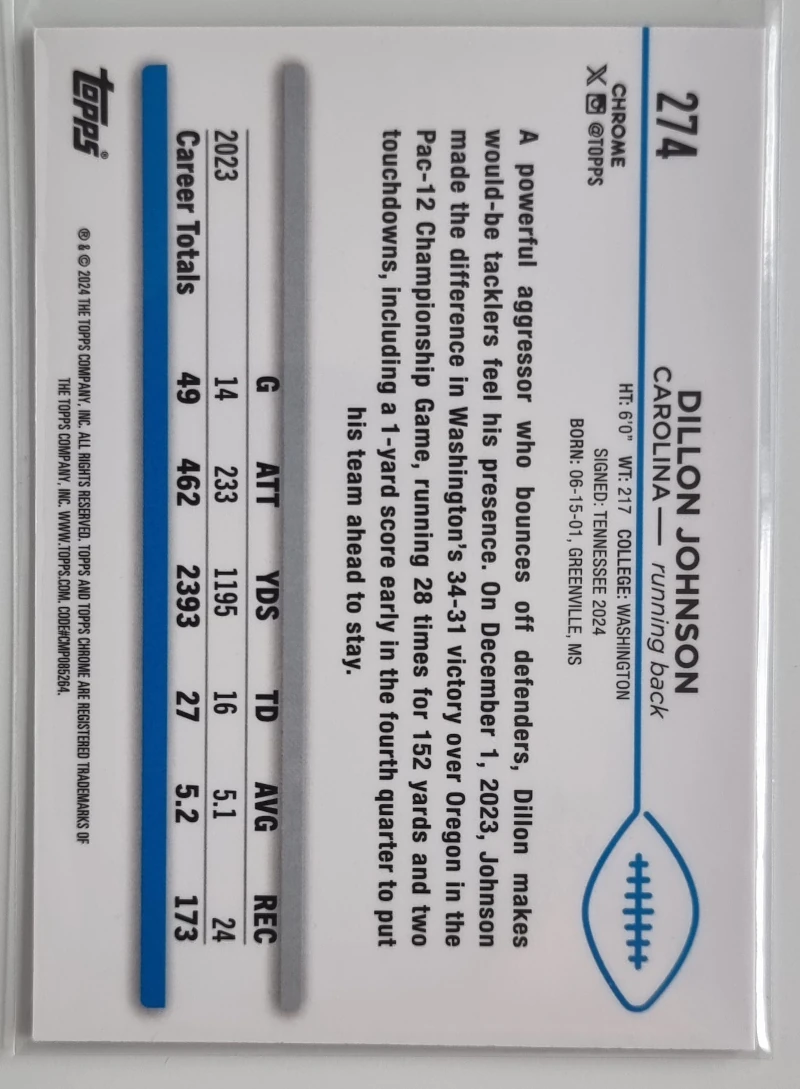 274
DILLON JOHNSON
CAROLINA— running back
CHROME
X @TOPPS
HT: 6'0" WT: 217 COLLEGE: WASHINGTON
SIGNED: TENNESSEE 2024
BORN: 06-15-01, GREENVILLE, MS
A powerful aggressor who bounces off defenders, Dillon makes
would-be tacklers feel his presence. On December 1, 2023, Johnson
made the difference in Washington's 34-31 victory over Oregon in the
Pac-12 Championship Game, running 28 times for 152 yards and two
touchdowns, including a 1-yard score early in the fourth quarter to put
his team ahead to stay.
G ATT YDS TD AVG REC
2023 14 233 1195 16 5.1 24
Career Totals 49 462 2393 27 5.2 173
TOPPS®
® & © 2024 THE TOPPS COMPANY, INC. ALL RIGHTS RESERVED. TOPPS AND TOPPS CHROME ARE REGISTERED TRADEMARKS OF
THE TOPPS COMPANY, INC. WWW.TOPPS.COM. CODE#CMP085264.